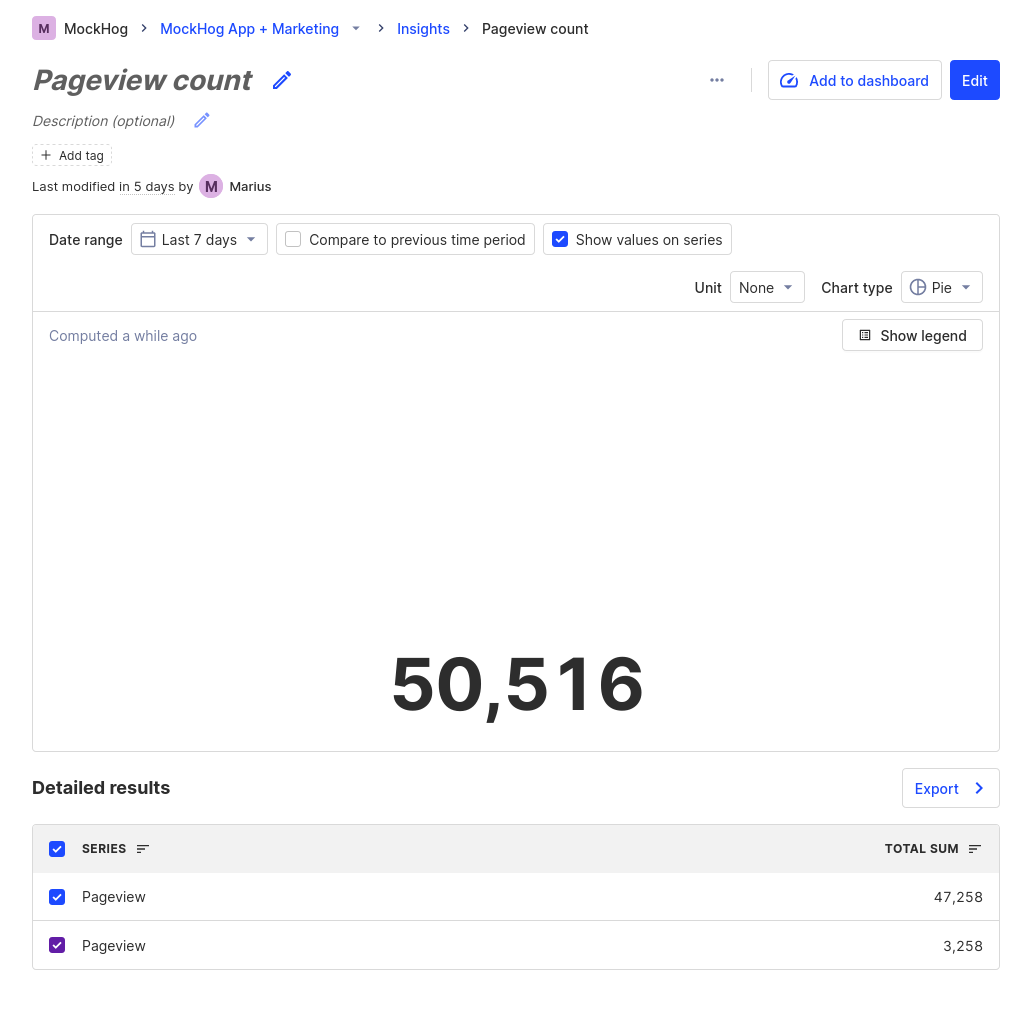 M MockHog MockHog App + Marketing Insights Pageview count
Pageview count
Add to dashboard Edit
Description (optional)
Add tag
Last modified in 5 days by M Marius
Date range Last 7 days Compare to previous time period Show values on series
Unit None Chart type Pie
Computed a while ago Show legend
50,516
Detailed results Export
SERIES TOTAL SUM
Pageview 47,258
Pageview 3,258